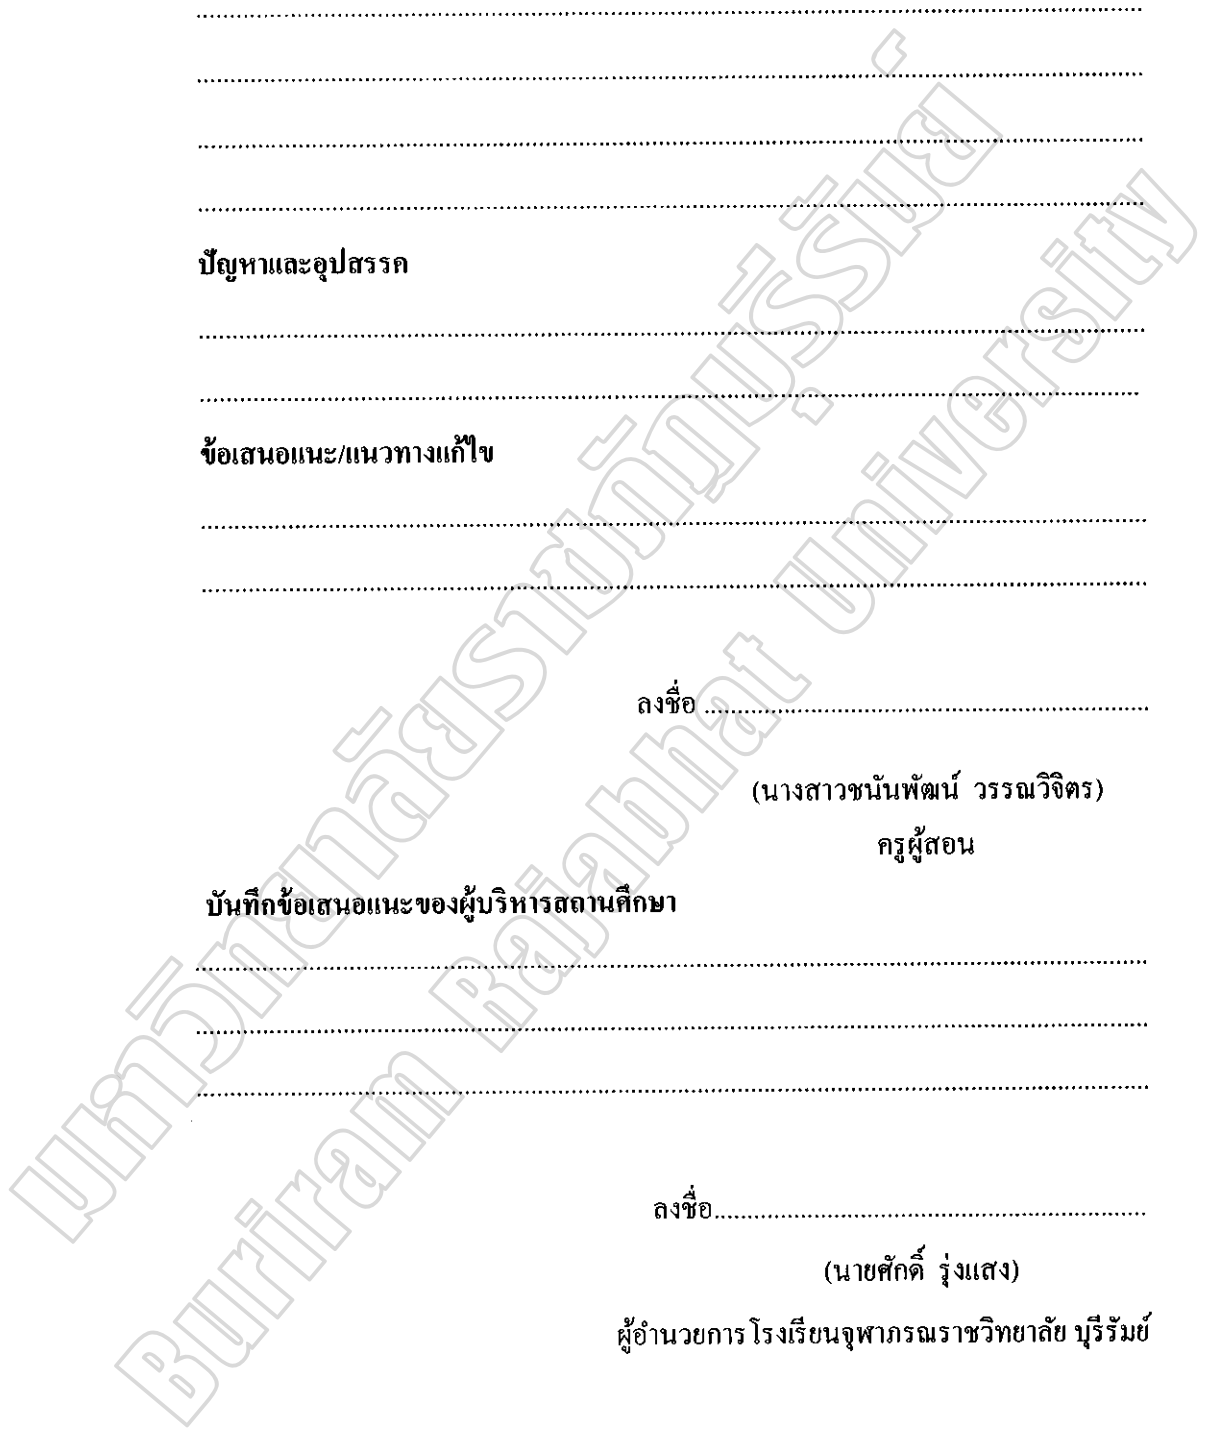 ........................................................................
........................................................................
........................................................................
........................................................................
ปัญหาและอุปสรรค
........................................................................
........................................................................
ข้อเสนอแนะ/แนวทางแก้ไข
........................................................................
........................................................................
ลงชื่อ ........................................................
(นางสาวชนันพัฒน์ วรรณวิจิตร)
ครูผู้สอน
บันทึกข้อเสนอแนะของผู้บริหารสถานศึกษา
........................................................................
........................................................................
........................................................................
ลงชื่อ........................................................
(นายศักดิ์ รุ่งแสง)
ผู้อำนวยการโรงเรียนจุฬาภรณราชวิทยาลัย บุรีรัมย์
มหาวิทยาลัยราชภัฏบุรีรัมย์
Buriram Rajabhat University